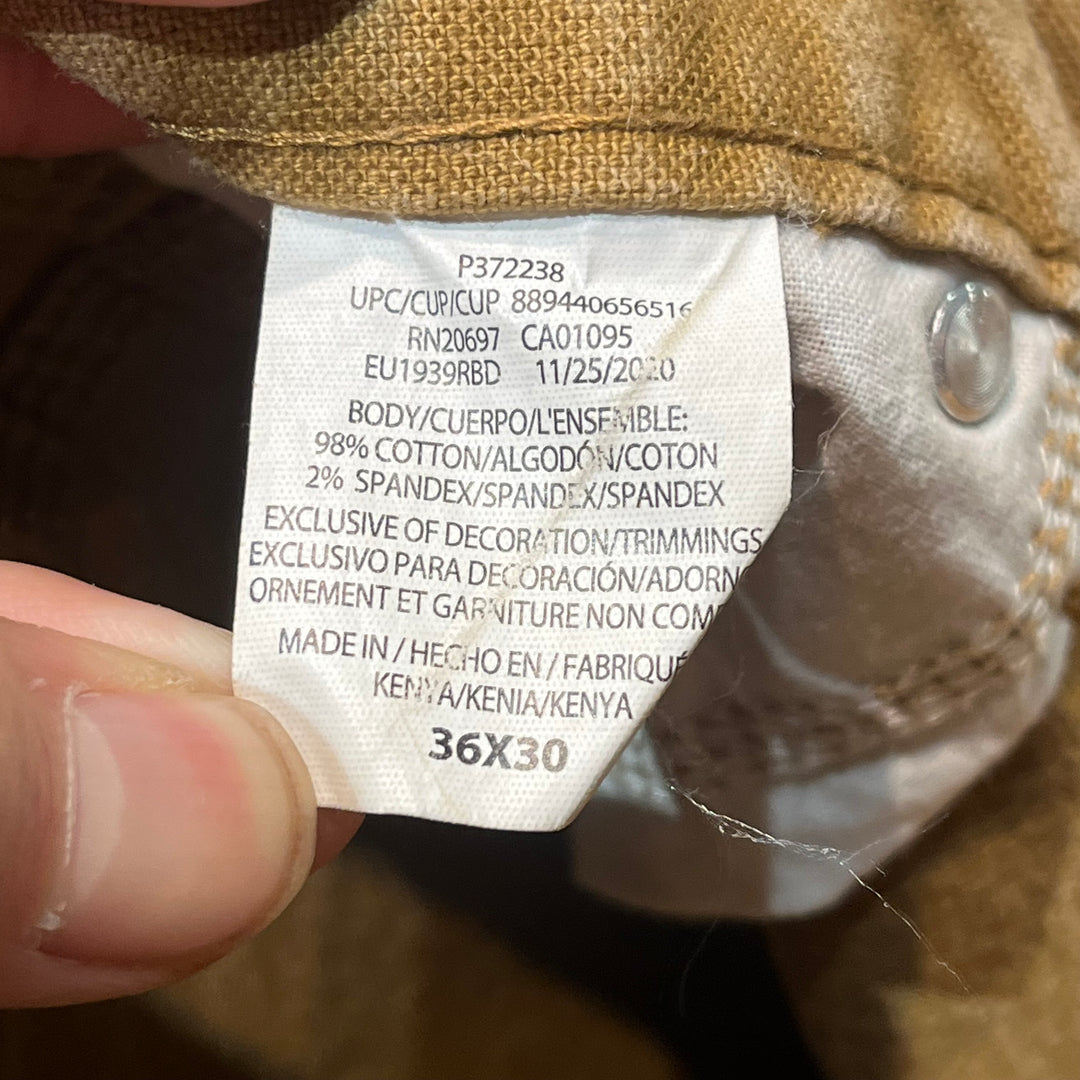 P372238
UPC/CUP/CUP 889440656516
RN20697 CA01095
EU1939RBD 11/25/2020
BODY/CUERPO/L'ENSEMBLE:
98% COTTON/ALGODÓN/COTON
2% SPANDEX/SPANDEX/SPANDEX
EXCLUSIVE OF DECORATION/TRIMMINGS
EXCLUSIVO PARA DECORACIÓN/ADORN
ORNEMENT ET GARNITURE NON COM
MADE IN / HECHO EN / FABRIQUÉ
KENYA/KENIA/KENYA
36X30